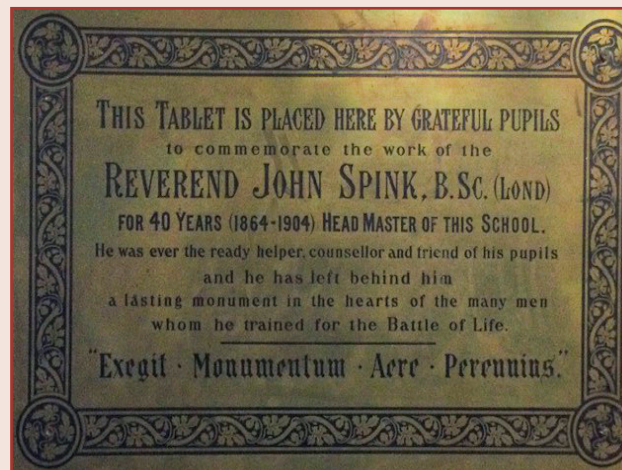 THIS TABLET IS PLACED HERE BY GRATEFUL PUPILS
to commemorate the work of the
REVEREND JOHN SPINK, B.SC. (LOND)
FOR 40 YEARS (1864-1904) HEAD MASTER OF THIS SCHOOL.
He was ever the ready helper, counsellor and friend of his pupils
and he has left behind him
a lasting monument in the hearts of the many men
whom he trained for the Battle of Life.
"Exegit · Monumentum · Aere · Perennius."